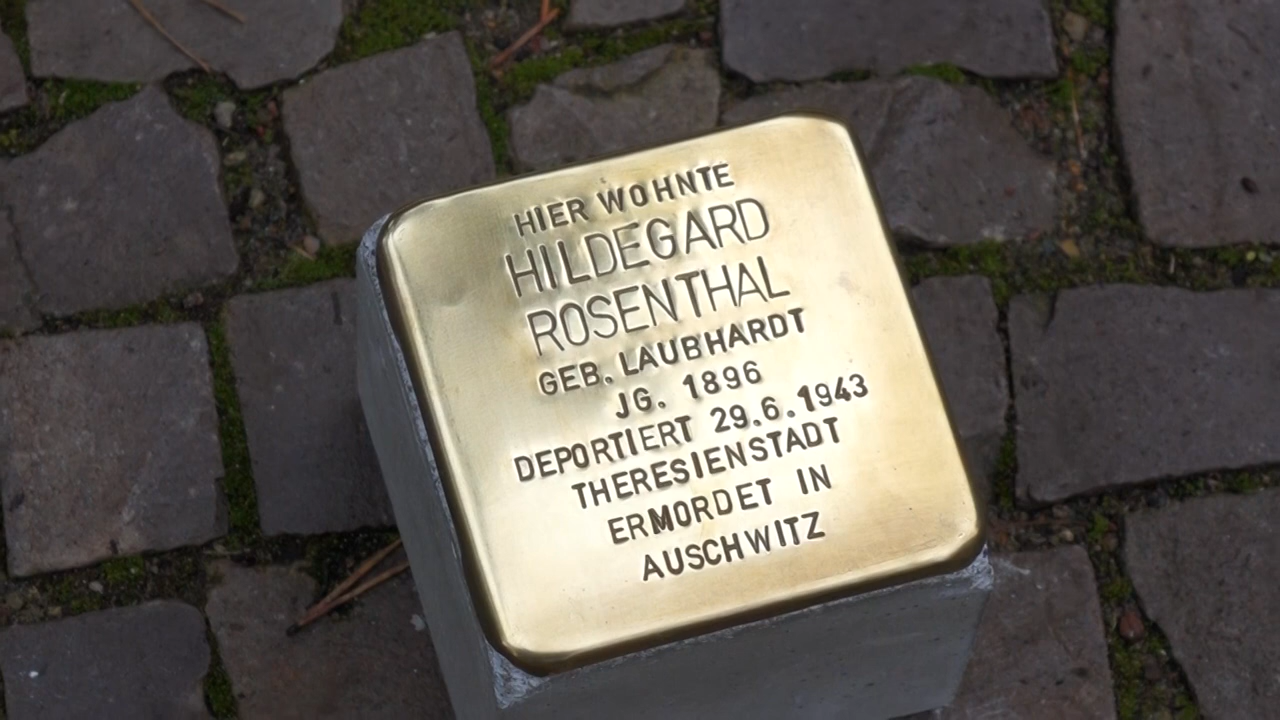 HIER WOHNTE
HILDEGARD
ROSENTHAL
GEB. LAUBHARDT
JG. 1896
DEPORTIERT 29.6.1943
THERESIENSTADT
ERMORDET IN
AUSCHWITZ